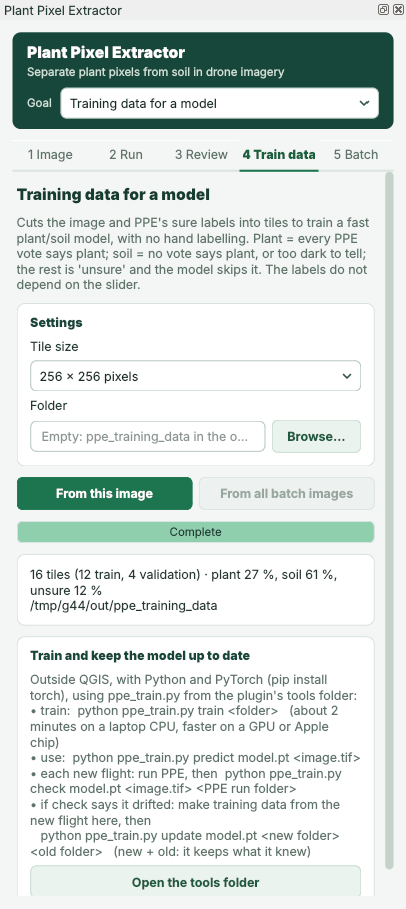 Plant Pixel Extractor
Plant Pixel Extractor
Separate plant pixels from soil in drone imagery
Goal Training data for a model
1 Image 2 Run 3 Review 4 Train data 5 Batch
Training data for a model
Cuts the image and PPE's sure labels into tiles to train a fast
plant/soil model, with no hand labelling. Plant = every PPE
vote says plant; soil = no vote says plant, or too dark to tell;
the rest is 'unsure' and the model skips it. The labels do not
depend on the slider.
Settings
Tile size
256 × 256 pixels
Folder
Empty: ppe_training_data in the o... Browse...
From this image From all batch images
Complete
16 tiles (12 train, 4 validation) · plant 27 %, soil 61 %,
unsure 12 %
/tmp/g44/out/ppe_training_data
Train and keep the model up to date
Outside QGIS, with Python and PyTorch (pip install
torch), using ppe_train.py from the plugin's tools folder:
• train: python ppe_train.py train <folder> (about 2
minutes on a laptop CPU, faster on a GPU or Apple
chip)
• use: python ppe_train.py predict model.pt <image.tif>
• each new flight: run PPE, then python ppe_train.py
check model.pt <image.tif> <PPE run folder>
• if check says it drifted: make training data from the
new flight here, then
python ppe_train.py update model.pt <new folder>
<old folder> (new + old: it keeps what it knew)
Open the tools folder